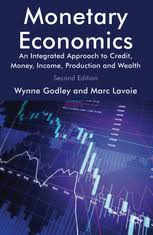 Monetary
Economics
An Integrated Approach to Credit,
Money, Income, Production and Wealth
Second Edition
Wynne Godley and Marc Lavoie